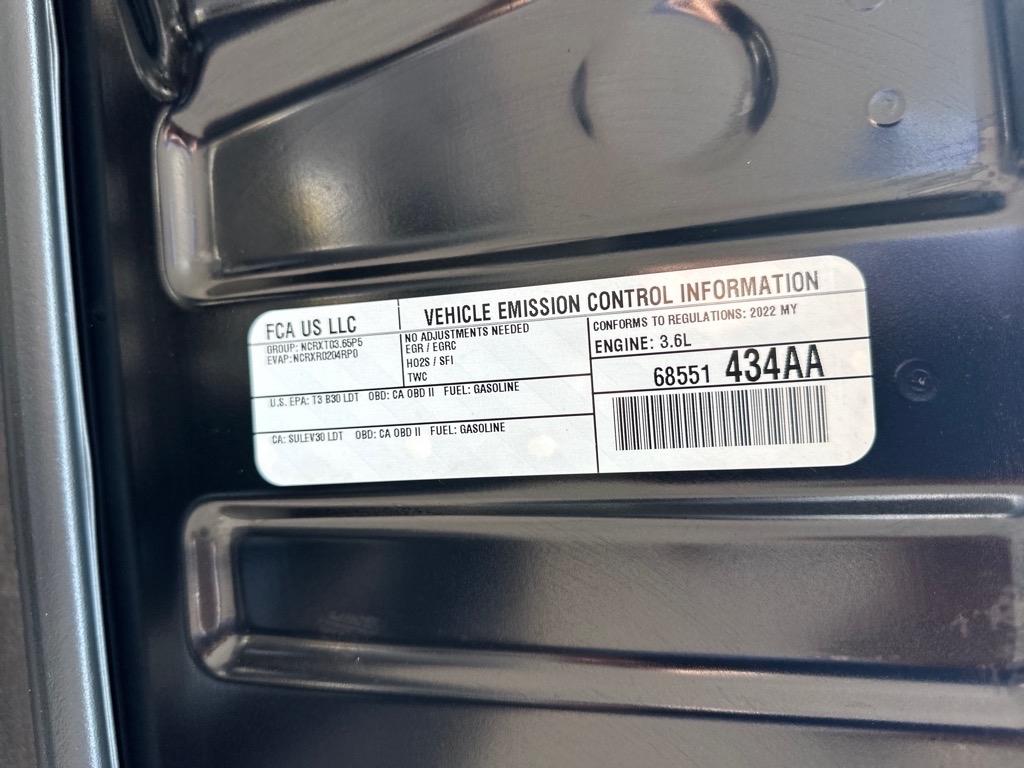 FCA US LLC
GROUP: NCRXT03.65P5
EVAP: NCRXR0204RP0
VEHICLE EMISSION CONTROL INFORMATION
NO ADJUSTMENTS NEEDED
EGR / EGRC
HO2S / SFI
TWC
CONFORMS TO REGULATIONS: 2022 MY
ENGINE: 3.6L
68551 434AA
U.S. EPA: T3 B30 LDT OBD: CA OBD II FUEL: GASOLINE
CA: SULEV30 LDT OBD: CA OBD II FUEL: GASOLINE